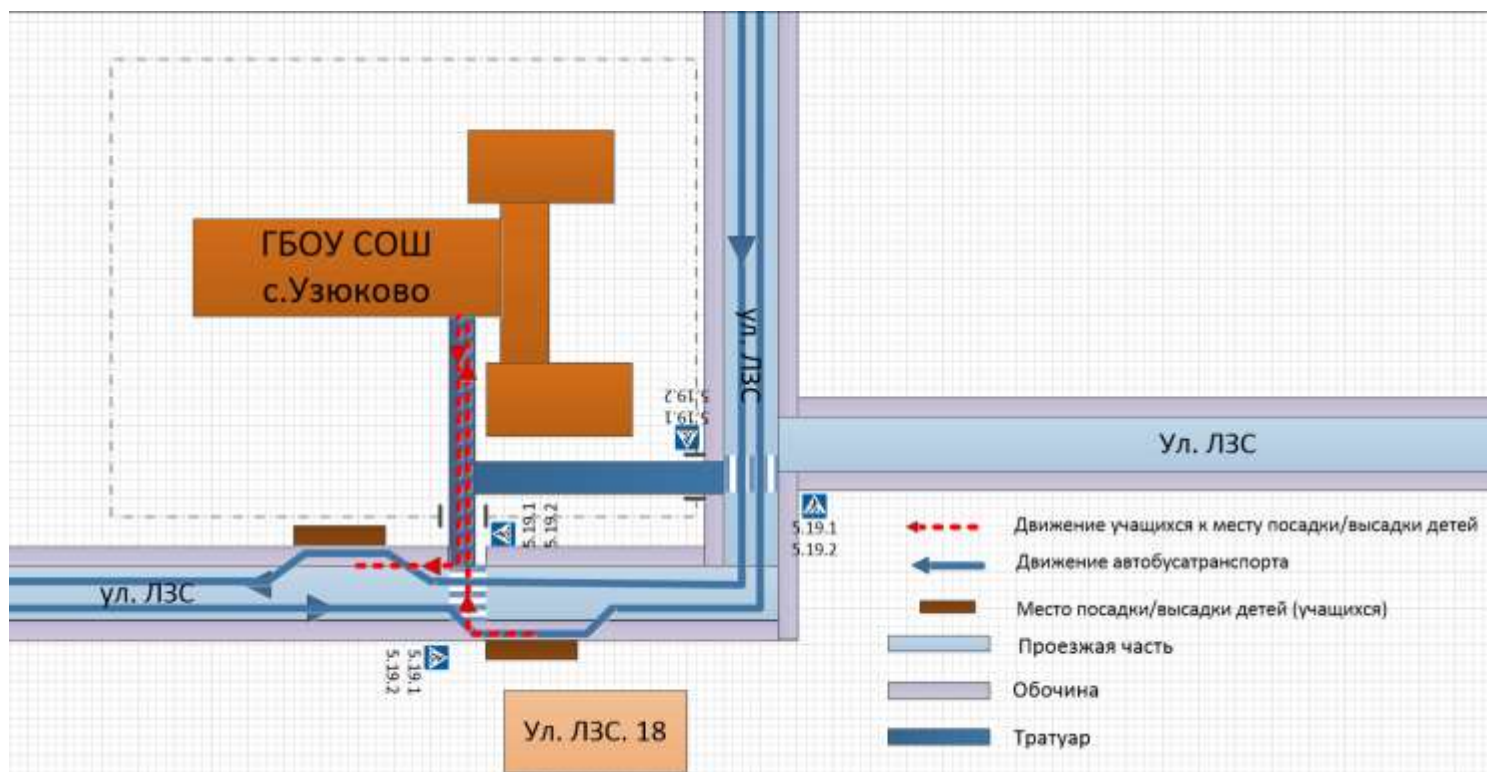 ГБОУ СОШ
с.Узюково
ул. ЛЗС
5.19.2
5.19.1
Ул. ЛЗС
5.19.1
5.19.2
5.19.1
5.19.2
ул. ЛЗС
5.19.1
5.19.2
Ул. ЛЗС. 18
Движение учащихся к месту посадки/высадки детей
Движение автобусатранспорта
Место посадки/высадки детей (учащихся)
Проезжая часть
Обочина
Тратуар